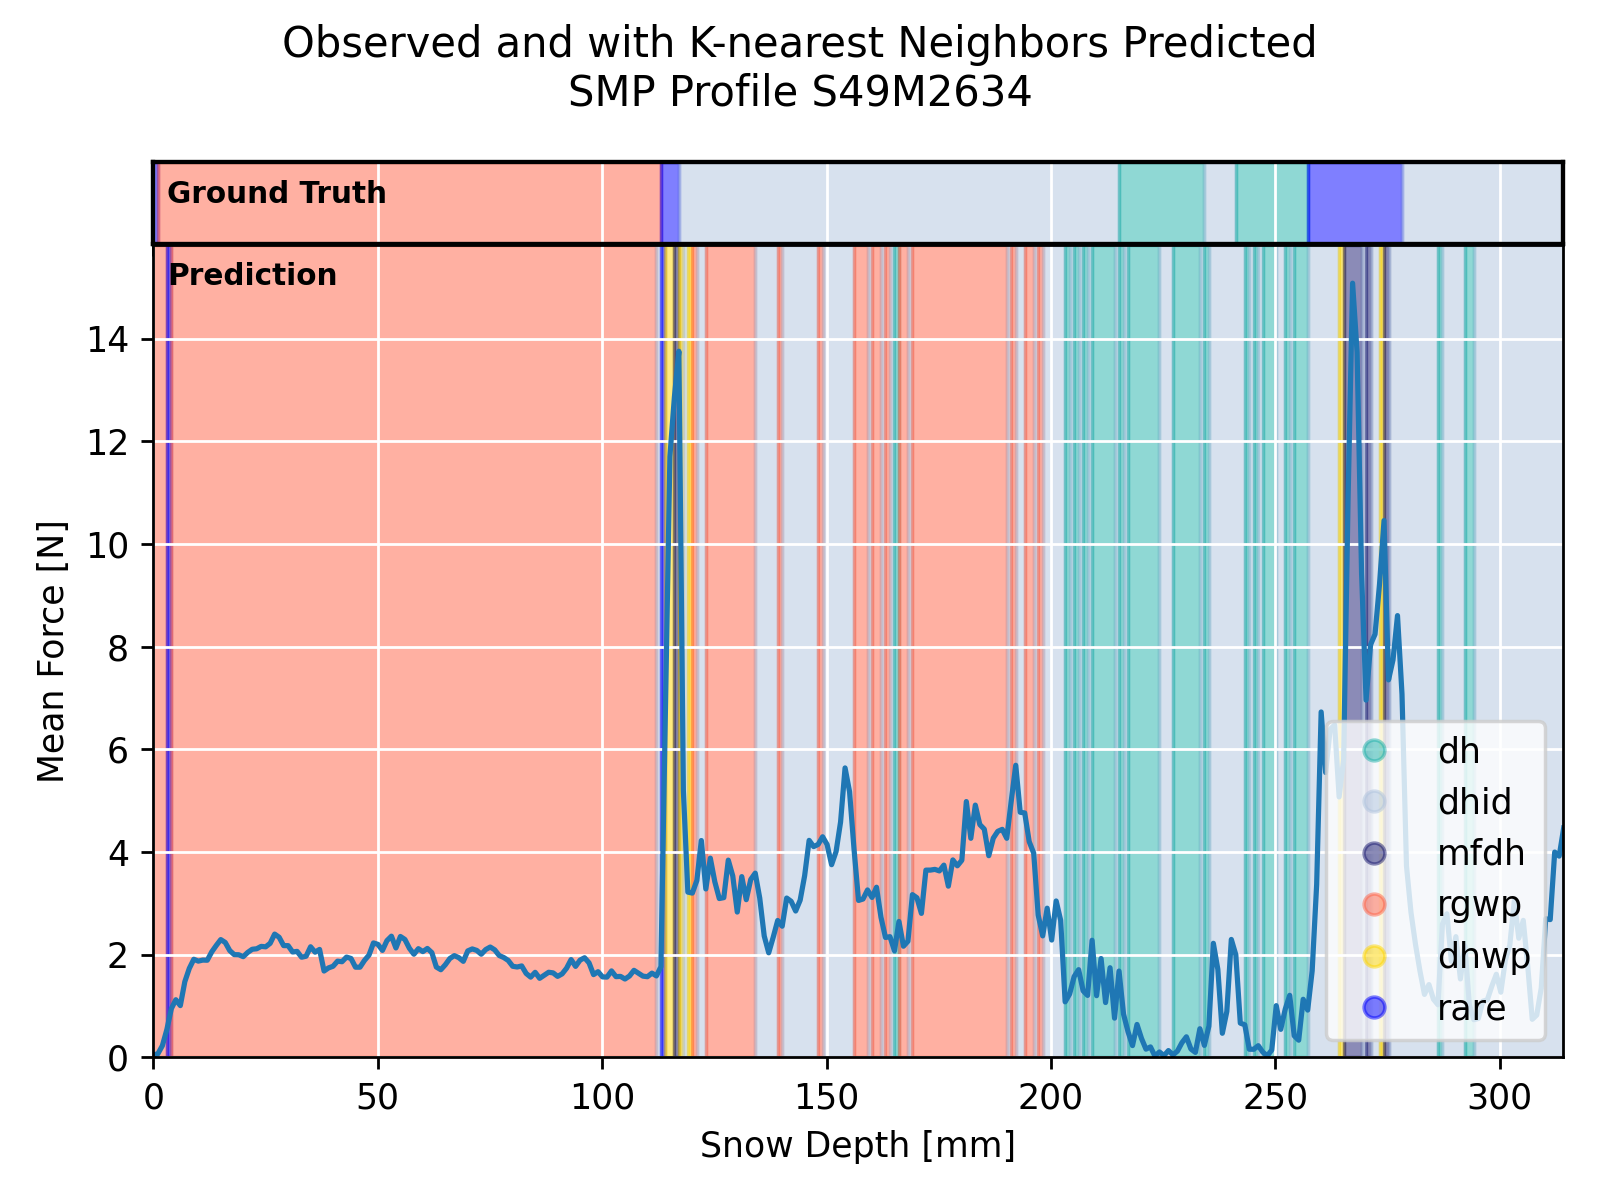 Observed and with K-nearest Neighbors Predicted
SMP Profile S49M2634
Ground Truth
Prediction
14
12
10
8
6
4
2
0
Mean Force [N]
dh
dhid
mfdh
rgwp
dhwp
rare
0 50 100 150 200 250 300
Snow Depth [mm]